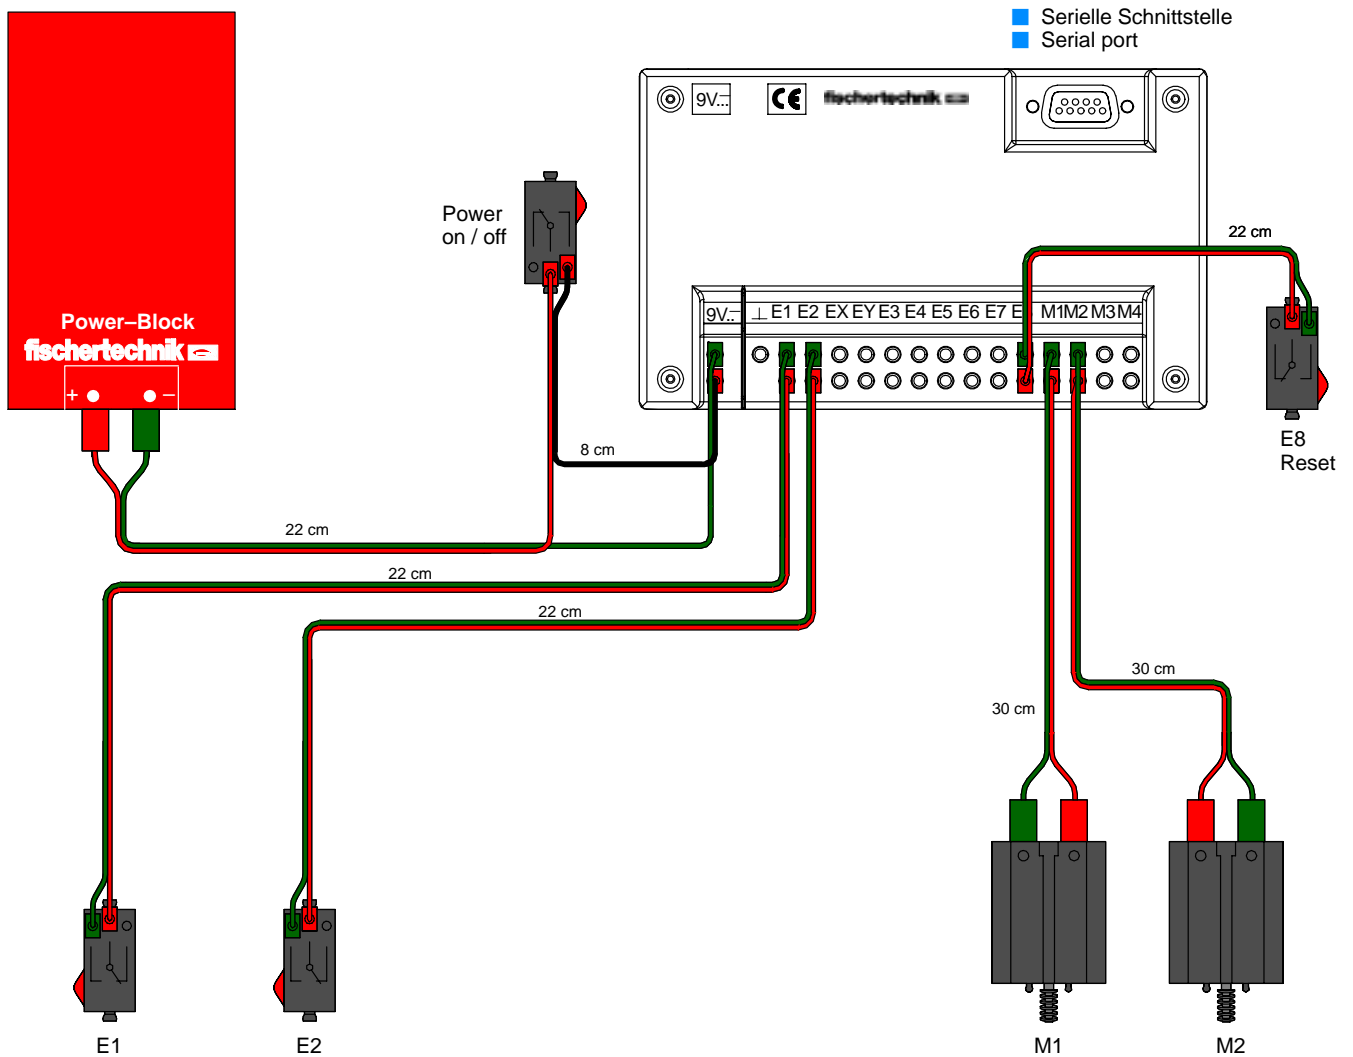 Serielle Schnittstelle
Serial port
9V
CE
fischertechnik
Power
on / off
22 cm
9V ⊥ E1 E2 EX EY E3 E4 E5 E6 E7 M1 M2 M3 M4
Power–Block
fischertechnik
+ –
E8
Reset
8 cm
22 cm
22 cm
22 cm
30 cm
30 cm
E1
E2
M1
M2